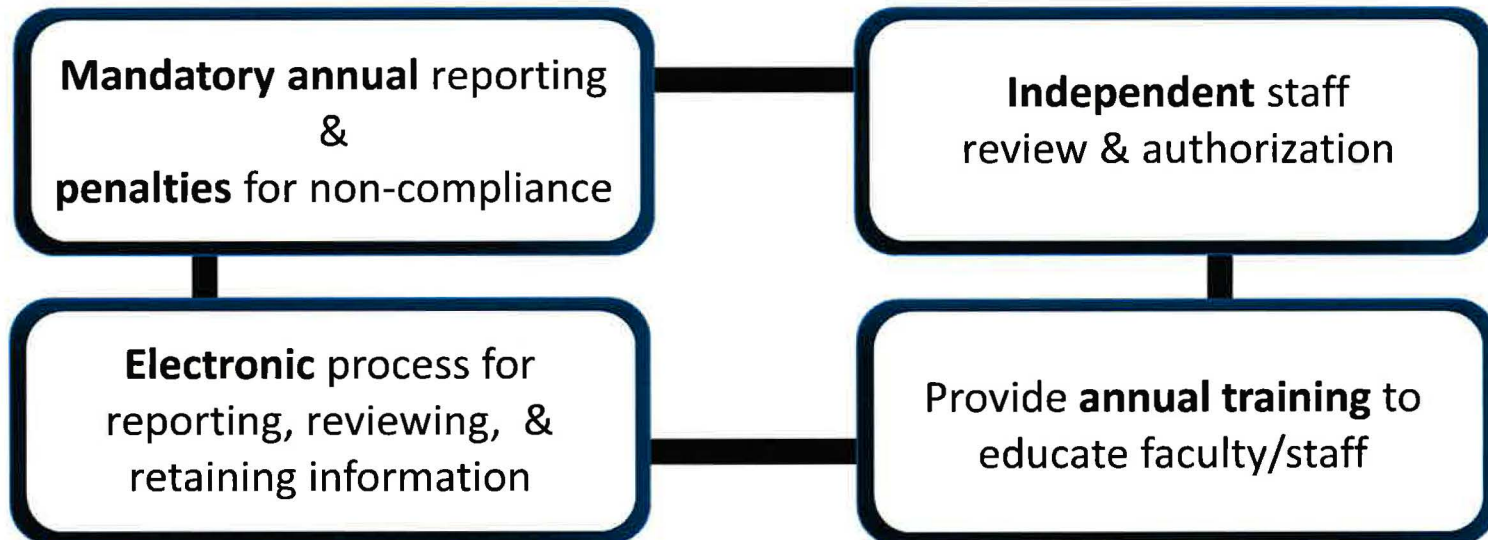 Mandatory annual reporting
&
penalties for non-compliance
Independent staff
review & authorization
Electronic process for
reporting, reviewing, &
retaining information
Provide annual training to
educate faculty/staff